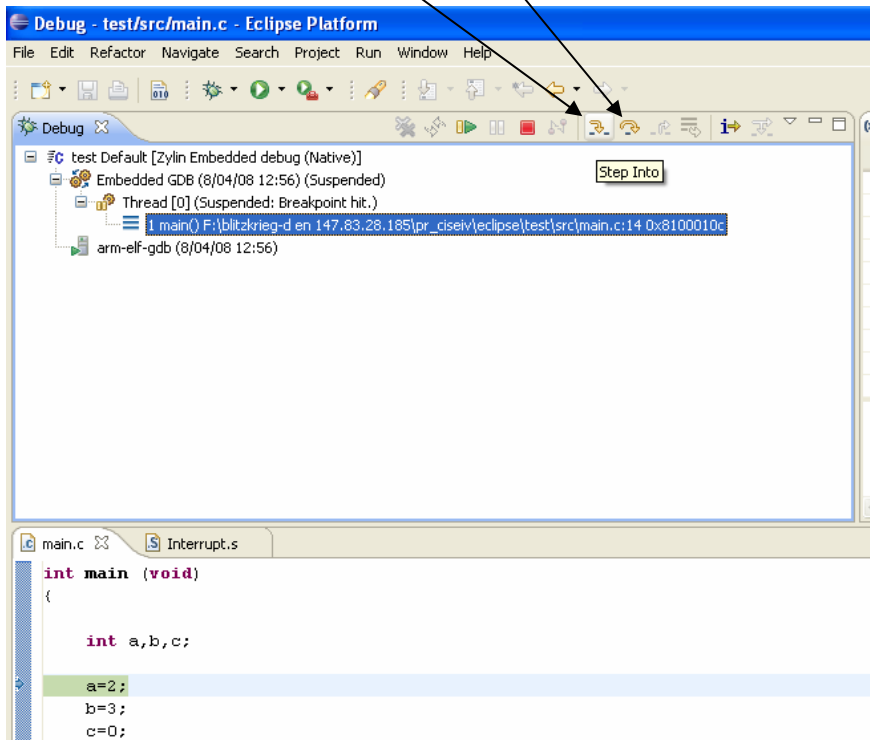 Debug - test/src/main.c - Eclipse Platform
File Edit Refactor Navigate Search Project Run Window Help
010
Debug
i
test Default [Zylin Embedded debug (Native)]
Embedded GDB (8/04/08 12:56) (Suspended)
Step Into
Thread [0] (Suspended: Breakpoint hit.)
1 main() F:\blitzkrieg-d en 147.83.28.185\pr_ciseiv\eclipse\test\src\main.c:14 0x8100010c
arm-elf-gdb (8/04/08 12:56)
main.c Interrupt.s
int main (void)
{
int a,b,c;
a=2;
b=3;
c=0;